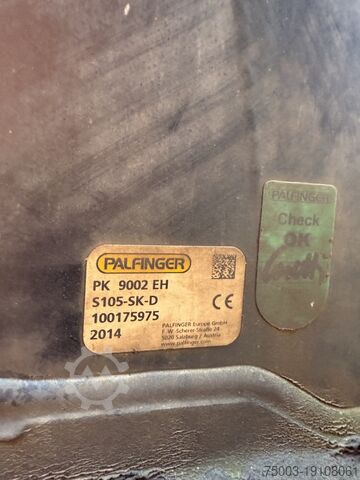 PALFINGER
PK 9002 EH
S105-SK-D
100175975
2014
CE
PALFINGER Europe GmbH
F.-W.-Scherer-Straße 24
5020 Salzburg / Austria
www.palfinger.com
PALFINGER
Check
OK
75003-19108061